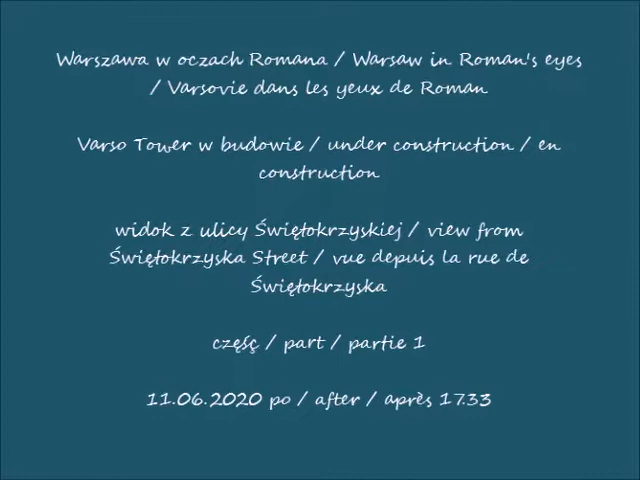 Warszawa w oczach Romana / Warsaw in Roman's eyes
/ Varsovie dans les yeux de Roman
Varso Tower w budowie / under construction / en
construction
widok z ulicy Świętokrzyskiej / view from
Świętokrzyska Street / vue depuis la rue de
Świętokrzyska
częśç / part / partie 1
11.06.2020 po / after / après 17.33